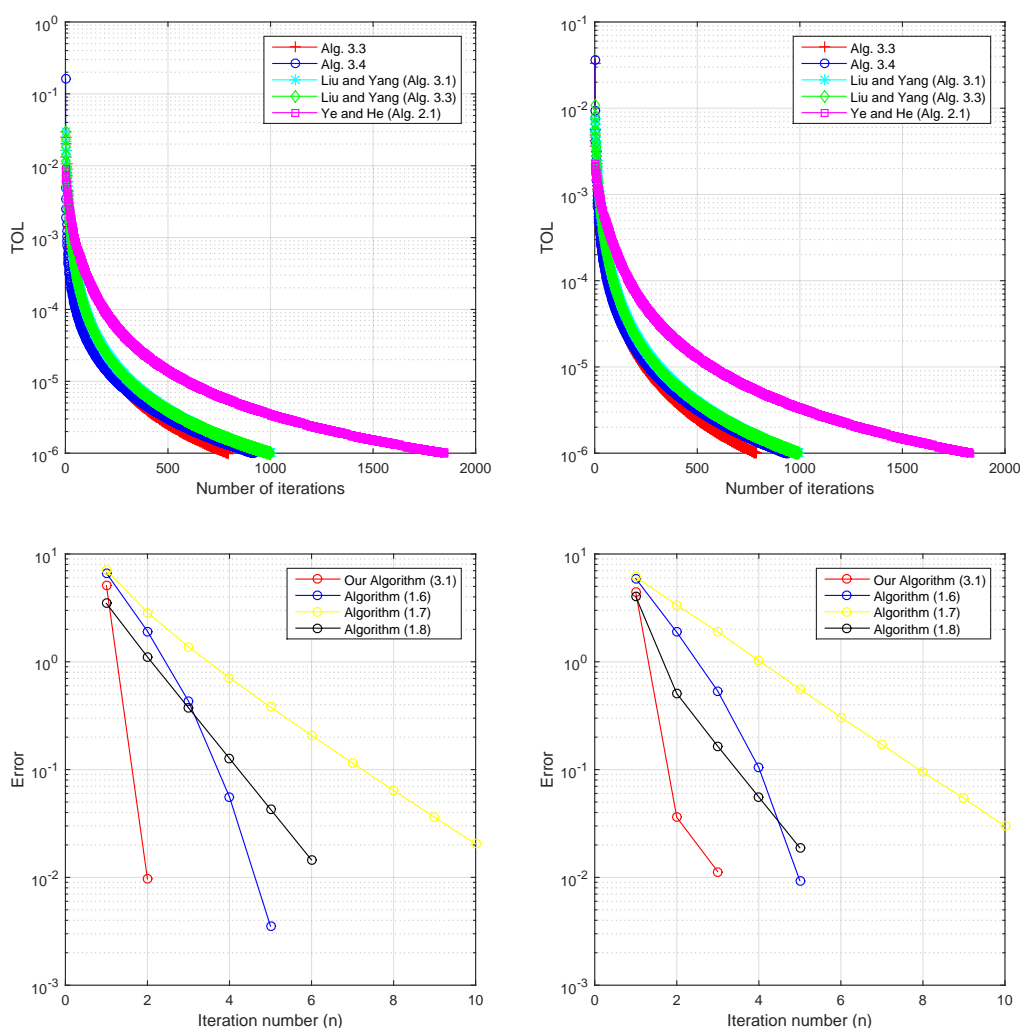 10^0
10^-1
10^-2
10^-3
10^-4
10^-5
10^-6
TOL
0 500 1000 1500 2000
Number of iterations
Alg. 3.3
Alg. 3.4
Liu and Yang (Alg. 3.1)
Liu and Yang (Alg. 3.3)
Ye and He (Alg. 2.1)
10^-1
10^-2
10^-3
10^-4
10^-5
10^-6
TOL
0 500 1000 1500 2000
Number of iterations
Alg. 3.3
Alg. 3.4
Liu and Yang (Alg. 3.1)
Liu and Yang (Alg. 3.3)
Ye and He (Alg. 2.1)
10^1
10^0
10^-1
10^-2
10^-3
Error
0 2 4 6 8 10
Iteration number (n)
Our Algorithm (3.1)
Algorithm (1.6)
Algorithm (1.7)
Algorithm (1.8)
10^1
10^0
10^-1
10^-2
10^-3
Error
0 2 4 6 8 10
Iteration number (n)
Our Algorithm (3.1)
Algorithm (1.6)
Algorithm (1.7)
Algorithm (1.8)